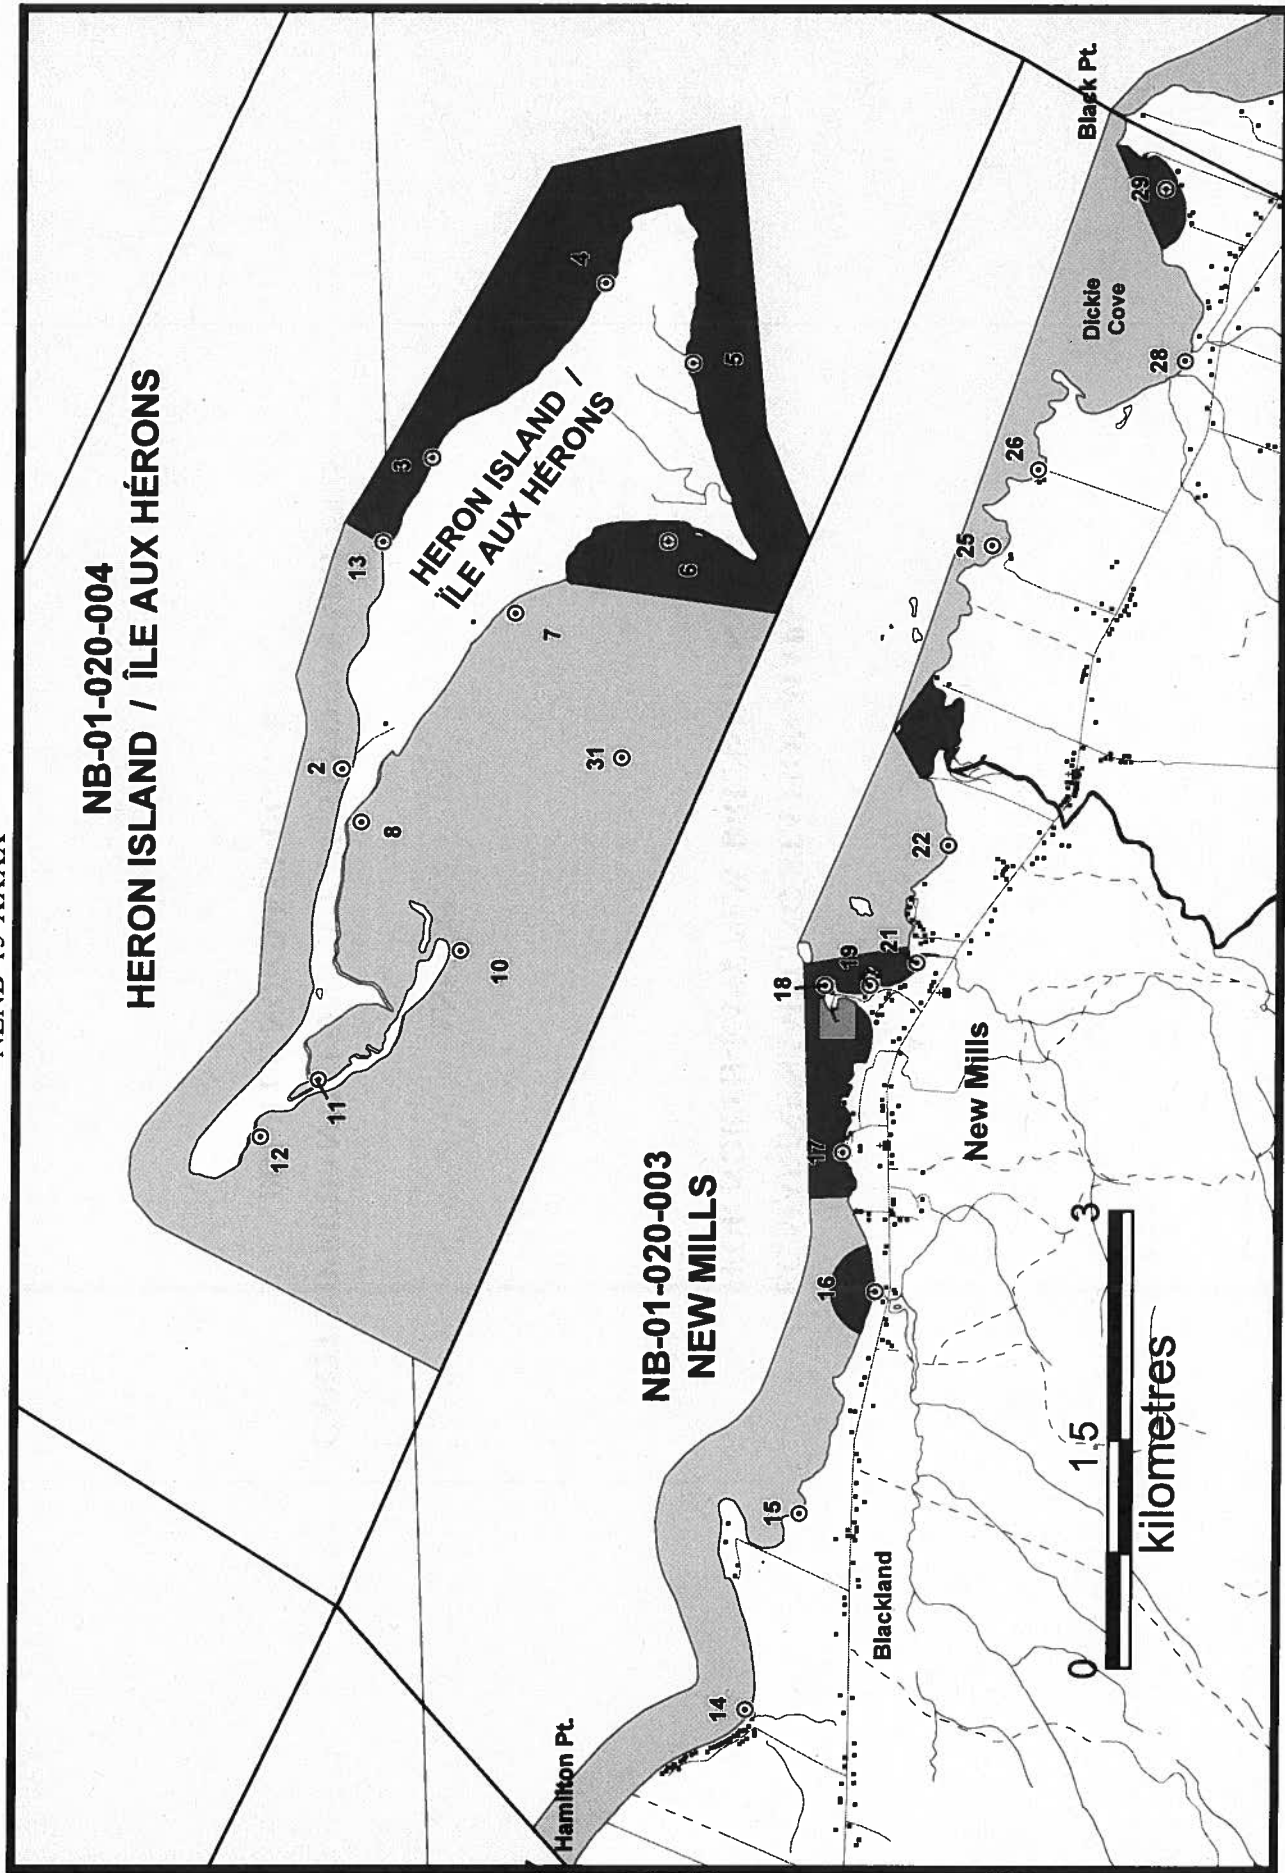 NB-01-020-004
HERON ISLAND / ÎLE AUX HÉRONS
2
3
4
13
HERON ISLAND /
ÏLE AUX HÉRONS
5
6
7
8
31
10
11
12
NB-01-020-003
NEW MILLS
Hamilton Pt.
14
15
16
17
18
19
21
22
25
26
28
29
Dickie
Cove
Black Pt.
Blackland
New Mills
0
1.5
3
kilometres